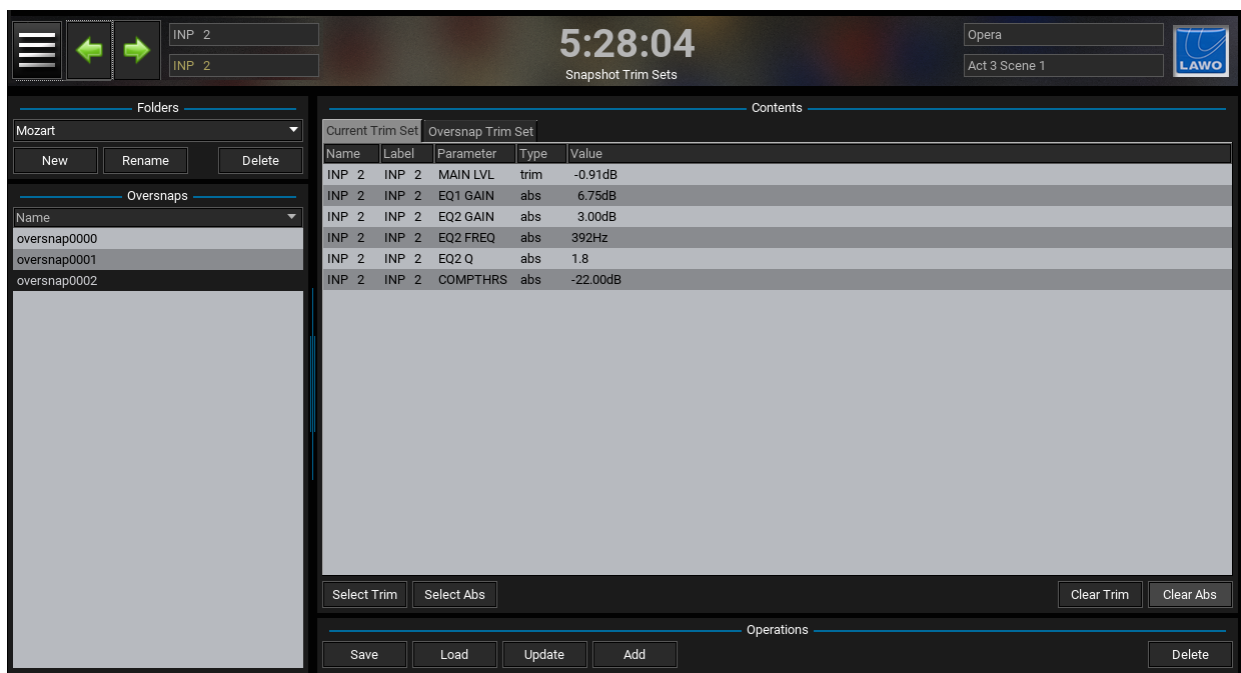 INP 2
INP 2
5:28:04
Snapshot Trim Sets
Opera
Act 3 Scene 1
LAWO
Folders
Mozart
New Rename Delete
Oversnaps
Name
oversnap0000
oversnap0001
oversnap0002
Contents
Current Trim Set Oversnap Trim Set
Name Label Parameter Type Value
INP 2 INP 2 MAIN LVL trim -0.91dB
INP 2 INP 2 EQ1 GAIN abs 6.75dB
INP 2 INP 2 EQ2 GAIN abs 3.00dB
INP 2 INP 2 EQ2 FREQ abs 392Hz
INP 2 INP 2 EQ2 Q abs 1.8
INP 2 INP 2 COMPTHRS abs -22.00dB
Select Trim Select Abs Clear Trim Clear Abs
Operations
Save Load Update Add Delete